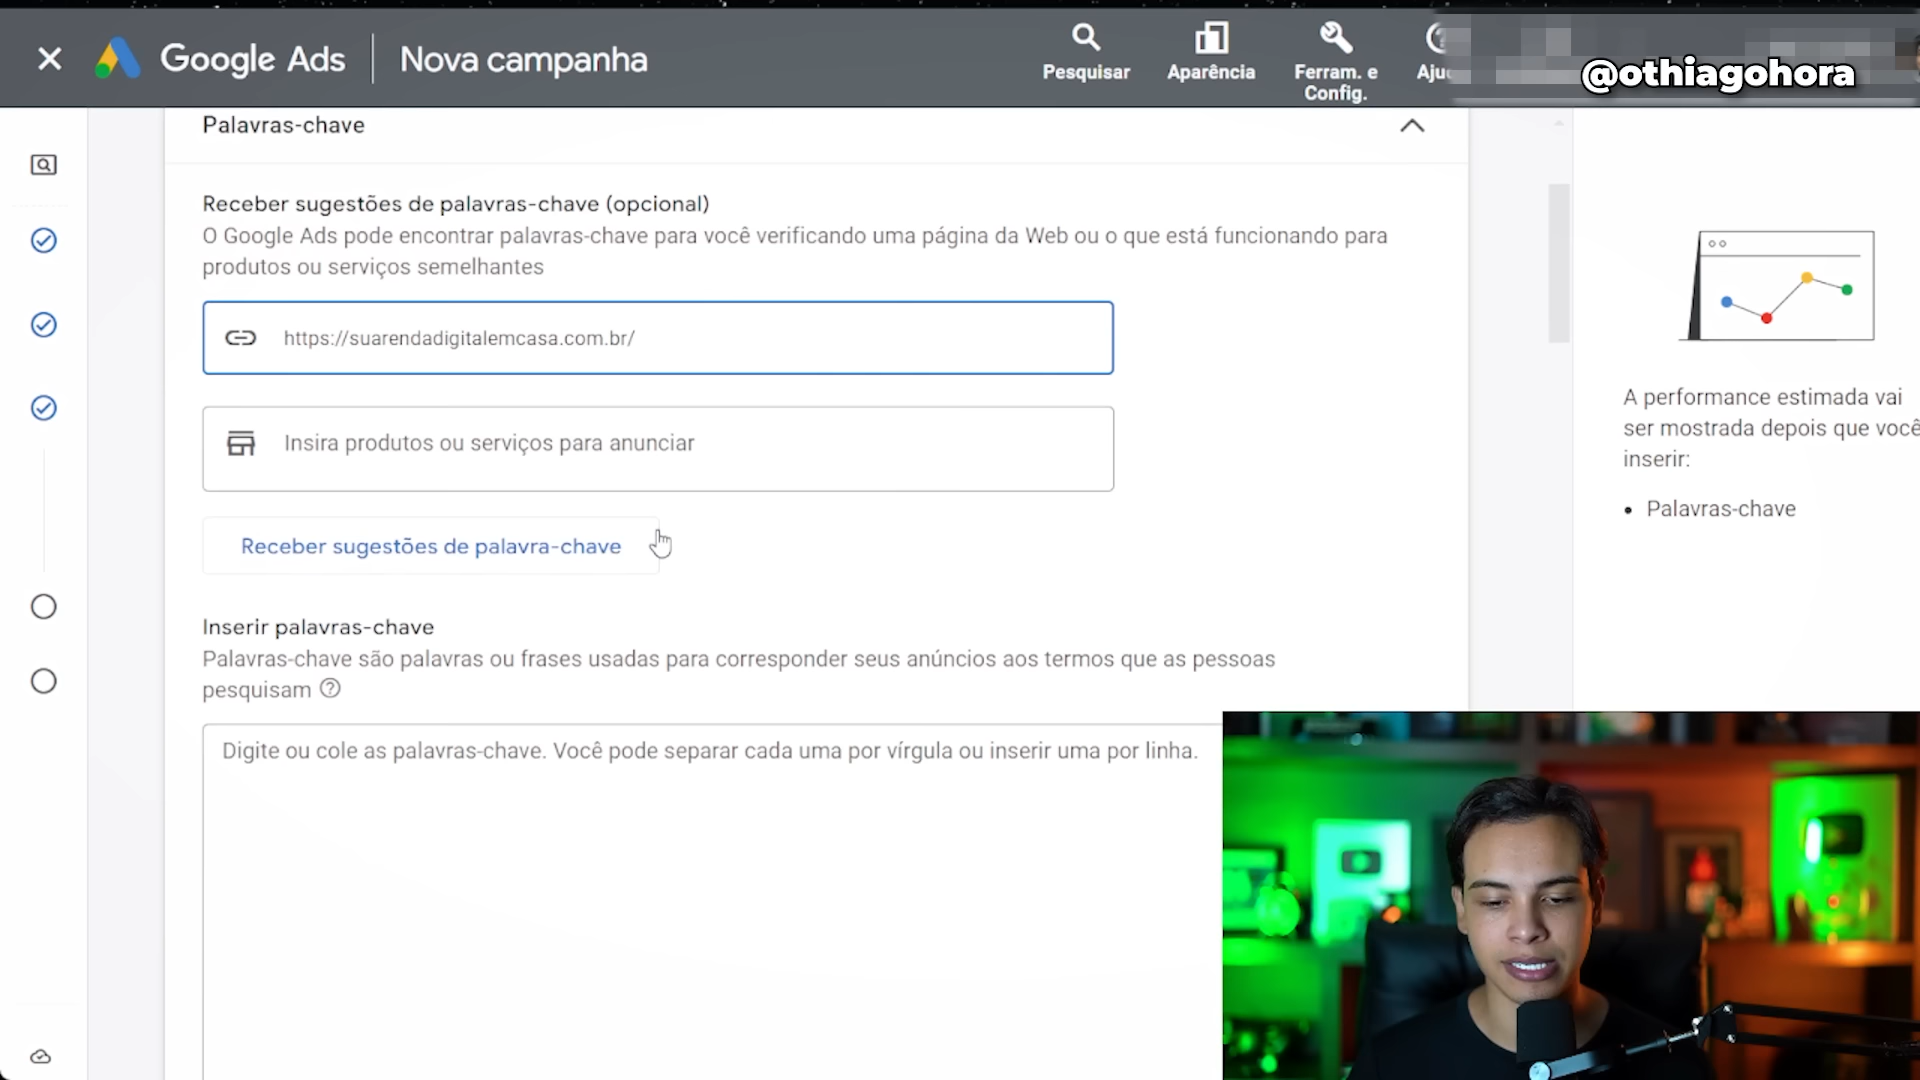 Google Ads
Nova campanha
Pesquisar
Aparência
Ferram. e
Config.
@othiagohora
Palavras-chave
Receber sugestões de palavras-chave (opcional)
O Google Ads pode encontrar palavras-chave para você verificando uma página da Web ou o que está funcionando para
produtos ou serviços semelhantes
https://suarendadigitalemcasa.com.br/
Insira produtos ou serviços para anunciar
Receber sugestões de palavra-chave
Inserir palavras-chave
Palavras-chave são palavras ou frases usadas para corresponder seus anúncios aos termos que as pessoas
pesquisam
Digite ou cole as palavras-chave. Você pode separar cada uma por vírgula ou inserir uma por linha.
A performance estimada vai
ser mostrada depois que você
inserir:
• Palavras-chave